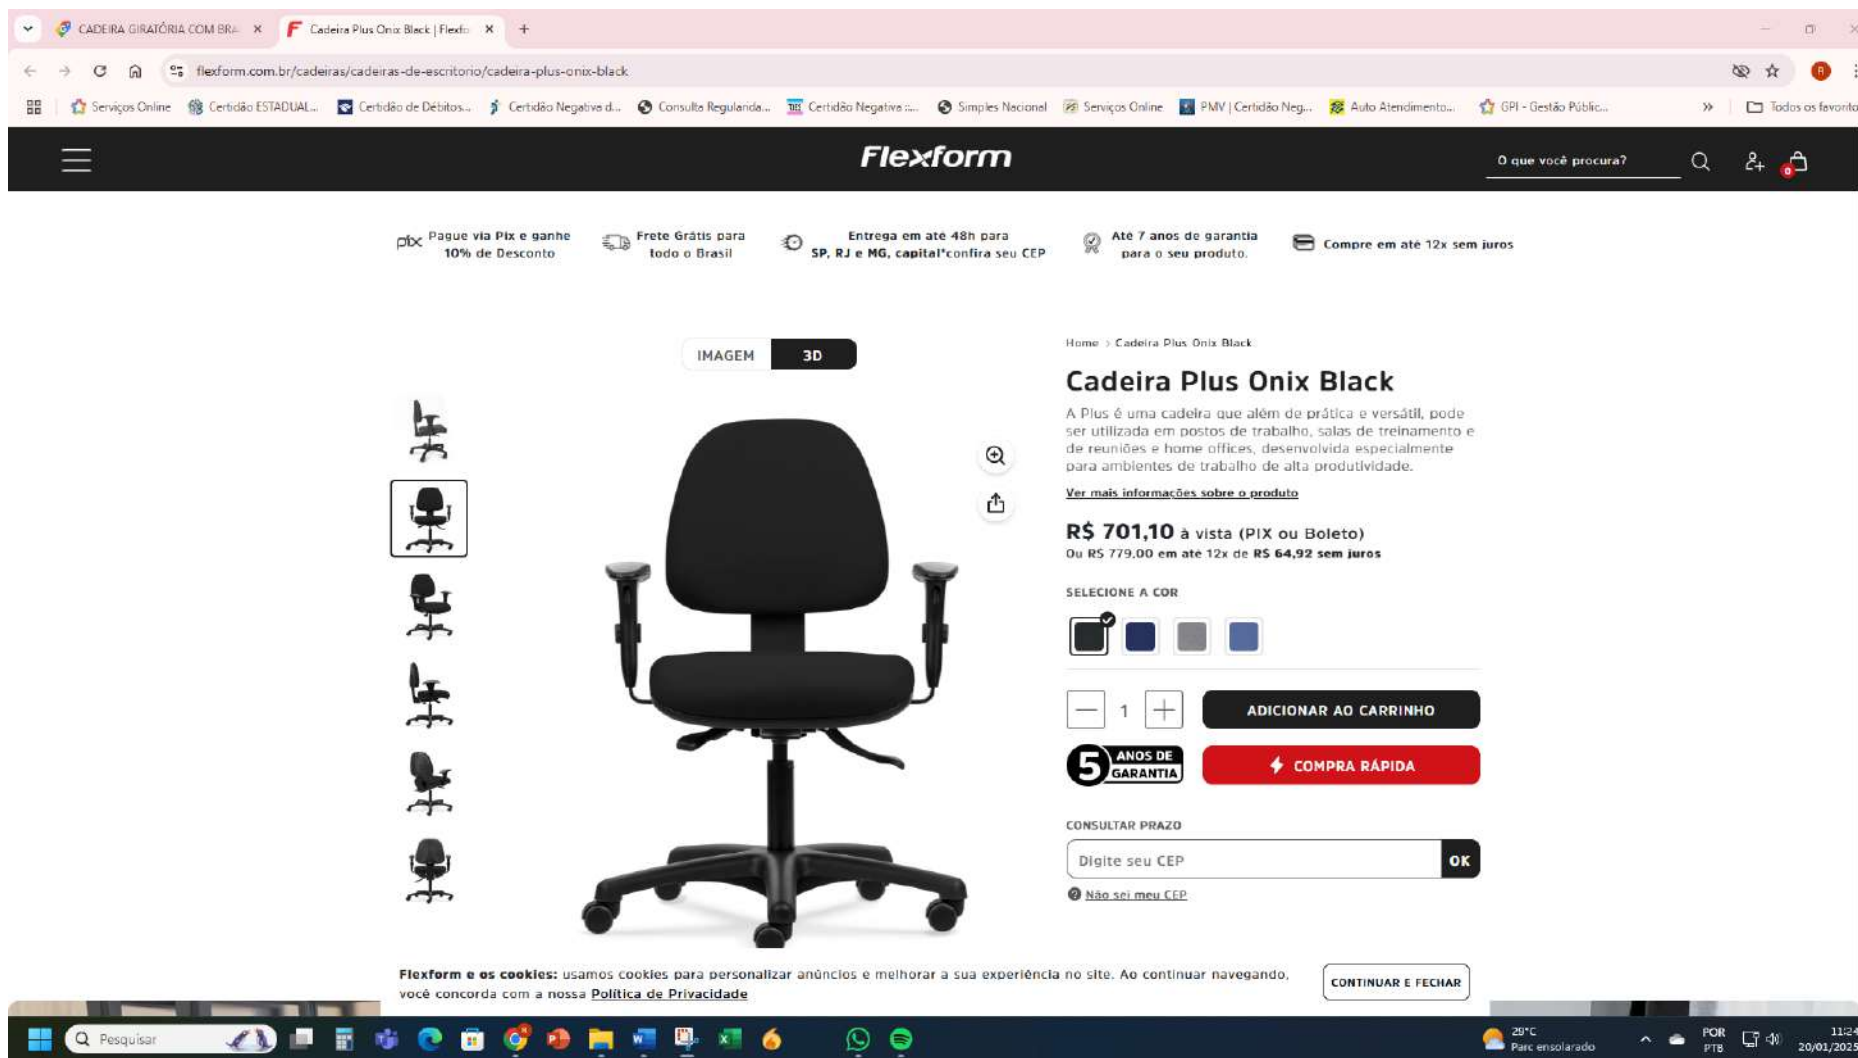 CADEIRA GIRATÓRIA COM BRA
Cadeira Plus Onix Black | Flexfo
flexform.com.br/cadeiras/cadeiras-de-escritorio/cadeira-plus-onix-black
Serviços Online
Certidão ESTADUAL...
Certidão de Débitos...
Certidão Negativa d...
Consulta Regularida...
Certidão Negativa ::...
Simples Nacional
Serviços Online
PMV | Certidão Neg...
Auto Atendimento...
GPI - Gestão Públic...
Todos os favorito
Flexform
O que você procura?
0
pix Pague via Pix e ganhe
10% de Desconto
Frete Grátis para
todo o Brasil
Entrega em até 48h para
SP, RJ e MG, capital*confira seu CEP
Até 7 anos de garantia
para o seu produto.
Compre em até 12x sem juros
IMAGEM
3D
Home > Cadeira Plus Onix Black
Cadeira Plus Onix Black
A Plus é uma cadeira que além de prática e versátil, pode
ser utilizada em postos de trabalho, salas de treinamento e
de reuniões e home offices, desenvolvida especialmente
para ambientes de trabalho de alta produtividade.
Ver mais informações sobre o produto
R$ 701,10 à vista (PIX ou Boleto)
Ou R$ 779,00 em até 12x de R$ 64,92 sem juros
SELECIONE A COR
1
ADICIONAR AO CARRINHO
5 ANOS DE
GARANTIA
COMPRA RÁPIDA
CONSULTAR PRAZO
Digite seu CEP
OK
Não sei meu CEP
Flexform e os cookies: usamos cookies para personalizar anúncios e melhorar a sua experiência no site. Ao continuar navegando,
você concorda com a nossa Política de Privacidade
CONTINUAR E FECHAR
Pesquisar
29°C
Parc ensolarado
POR
PTB
11:24
20/01/2025